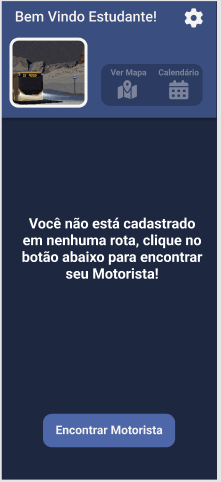 Bem Vindo Estudante!
Ver Mapa Calendário
Você não está cadastrado
em nenhuma rota, clique no
botão abaixo para encontrar
seu Motorista!
Encontrar Motorista